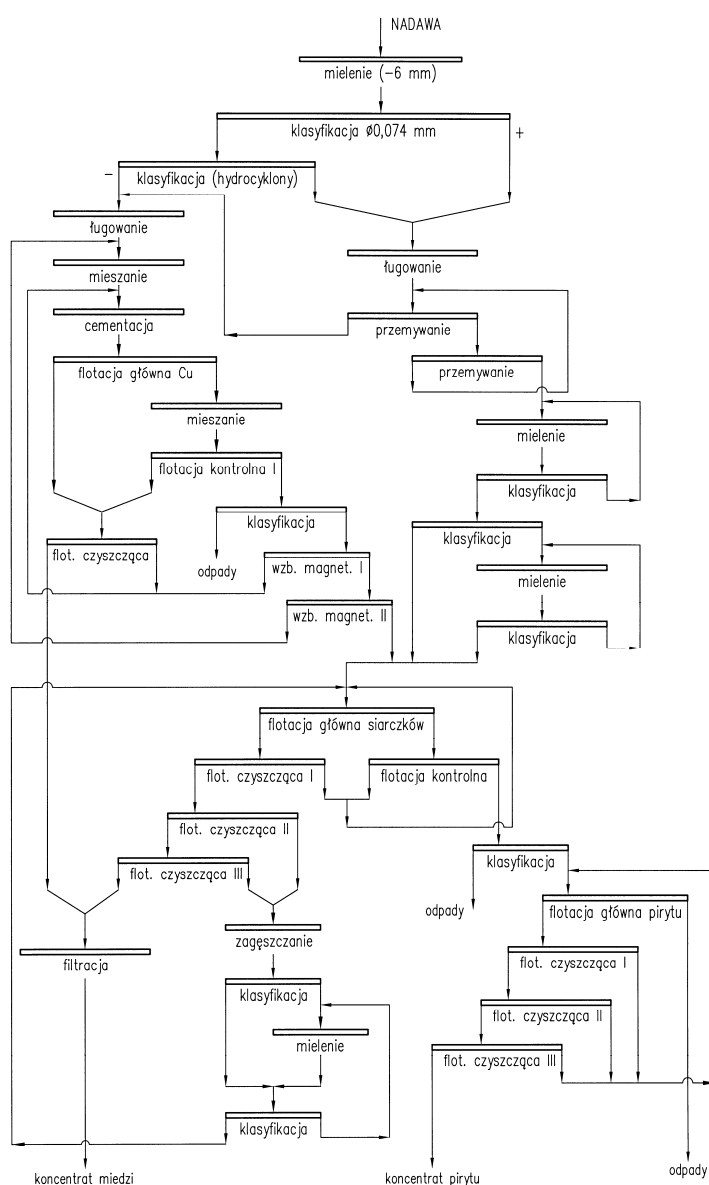 NADAWA
mielenie (−6 mm)
klasyfikacja ø0,074 mm
+
−
klasyfikacja (hydrocyklony)
ługowanie
mieszanie
ługowanie
cementacja
przemywanie
flotacja główna Cu
przemywanie
mieszanie
mielenie
flotacja kontrolna I
klasyfikacja
klasyfikacja
klasyfikacja
flot. czyszcząca
odpady
wzb. magnet. I
mielenie
wzb. magnet. II
klasyfikacja
flotacja główna siarczków
flot. czyszcząca I
flotacja kontrolna
flot. czyszcząca II
klasyfikacja
flot. czyszcząca III
odpady
flotacja główna pirytu
zagęszczanie
filtracja
flot. czyszcząca I
klasyfikacja
flot. czyszcząca II
mielenie
flot. czyszcząca III
klasyfikacja
koncentrat miedzi
koncentrat pirytu
odpady